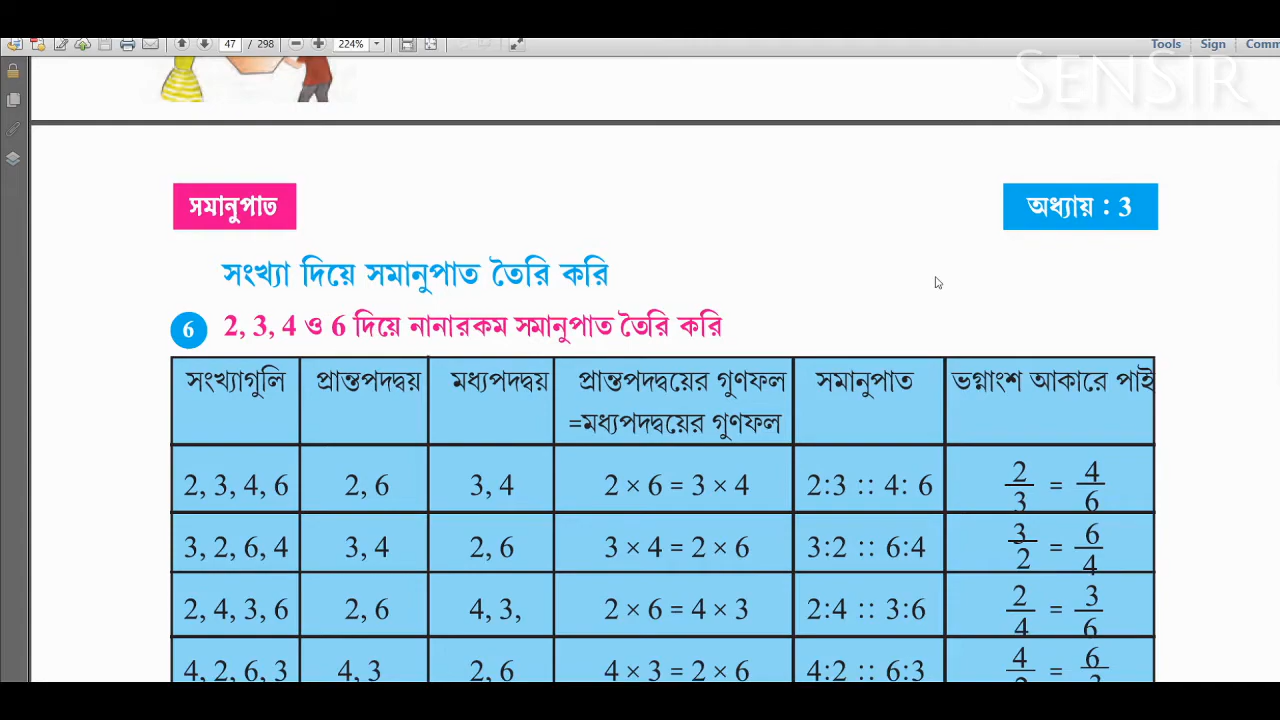 47 / 298 224% Tools Sign Comm
SENSIR
সমানুপাত অধ্যায় : 3
সংখ্যা দিয়ে সমানুপাত তৈরি করি
6 2, 3, 4 ও 6 দিয়ে নানারকম সমানুপাত তৈরি করি
সংখ্যাগুলি প্রান্তপদদ্বয় মধ্যপদদ্বয় প্রান্তপদদ্বয়ের গুণফল সমানুপাত ভগ্নাংশ আকারে পাই
=মধ্যপদদ্বয়ের গুণফল
2, 3, 4, 6 2, 6 3, 4 2 × 6 = 3 × 4 2:3 :: 4: 6 2/3 = 4/6
3, 2, 6, 4 3, 4 2, 6 3 × 4 = 2 × 6 3:2 :: 6:4 3/2 = 6/4
2, 4, 3, 6 2, 6 4, 3, 2 × 6 = 4 × 3 2:4 :: 3:6 2/4 = 3/6
4, 2, 6, 3 4, 3 2, 6 4 × 3 = 2 × 6 4:2 :: 6:3 4/2 = 6/3